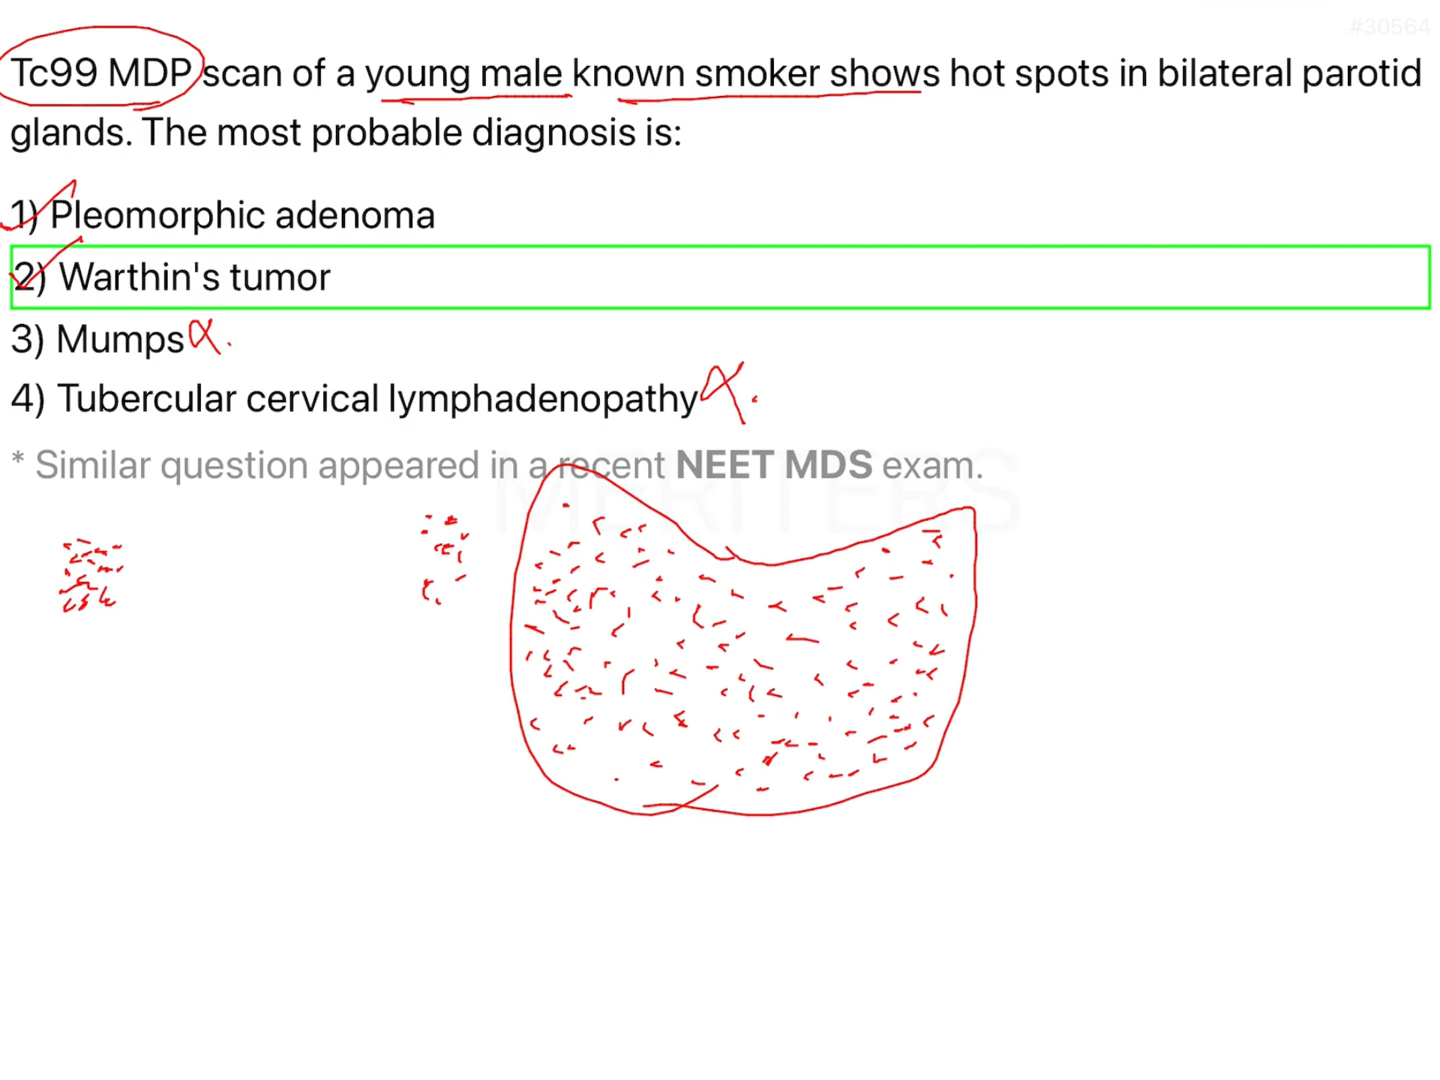 #30564
Tc99 MDP scan of a young male known smoker shows hot spots in bilateral parotid
glands. The most probable diagnosis is:
1) Pleomorphic adenoma
2) Warthin's tumor
3) Mumps
4) Tubercular cervical lymphadenopathy
* Similar question appeared in a recent NEET MDS exam.
MERITERS